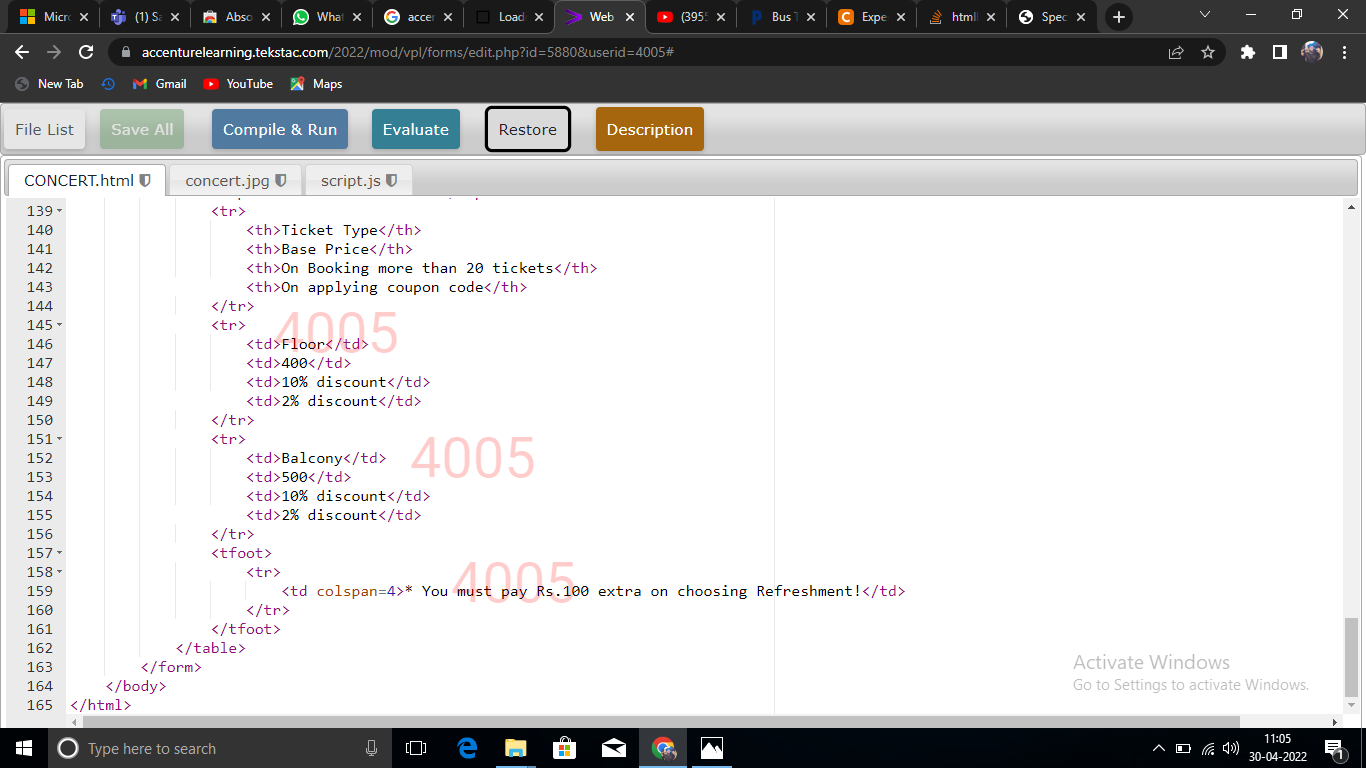 Micr
(1) Sa
Abso
What
accer
Load
Web
(395
Bus T
Expe
htmll
Spec
accenturelearning.tekstac.com/2022/mod/vpl/forms/edit.php?id=5880&userid=4005#
New Tab
Gmail
YouTube
Maps
File List
Save All
Compile & Run
Evaluate
Restore
Description
CONCERT.html
concert.jpg
script.js
139 <tr>
140 <th>Ticket Type</th>
141 <th>Base Price</th>
142 <th>On Booking more than 20 tickets</th>
143 <th>On applying coupon code</th>
144 </tr>
145 <tr>
146 <td>Floor</td>
147 <td>400</td>
148 <td>10% discount</td>
149 <td>2% discount</td>
150 </tr>
151 <tr>
152 <td>Balcony</td>
153 <td>500</td>
154 <td>10% discount</td>
155 <td>2% discount</td>
156 </tr>
157 <tfoot>
158 <tr>
159 <td colspan=4>* You must pay Rs.100 extra on choosing Refreshment!</td>
160 </tr>
161 </tfoot>
162 </table>
163 </form>
164 </body>
165 </html>
4005
4005
4005
Activate Windows
Go to Settings to activate Windows.
Type here to search
11:05
30-04-2022
1